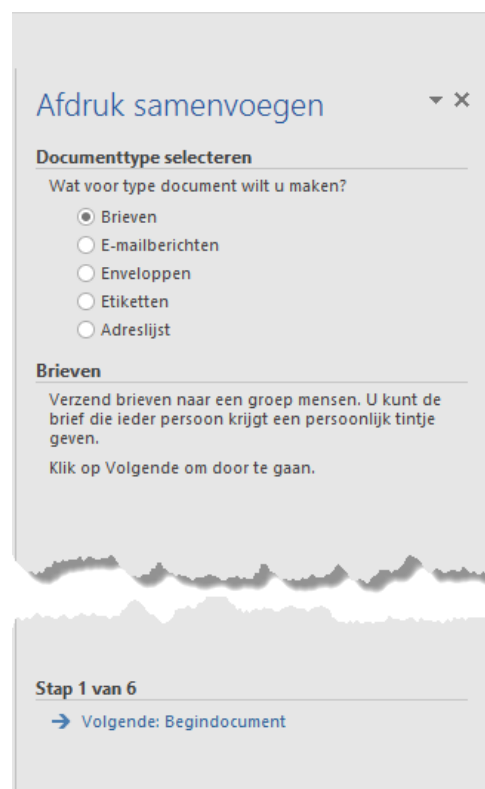 Afdruk samenvoegen
Documenttype selecteren
Wat voor type document wilt u maken?
Brieven
E-mailberichten
Enveloppen
Etiketten
Adreslijst
Brieven
Verzend brieven naar een groep mensen. U kunt de
brief die ieder persoon krijgt een persoonlijk tintje
geven.
Klik op Volgende om door te gaan.
Stap 1 van 6
Volgende: Begindocument